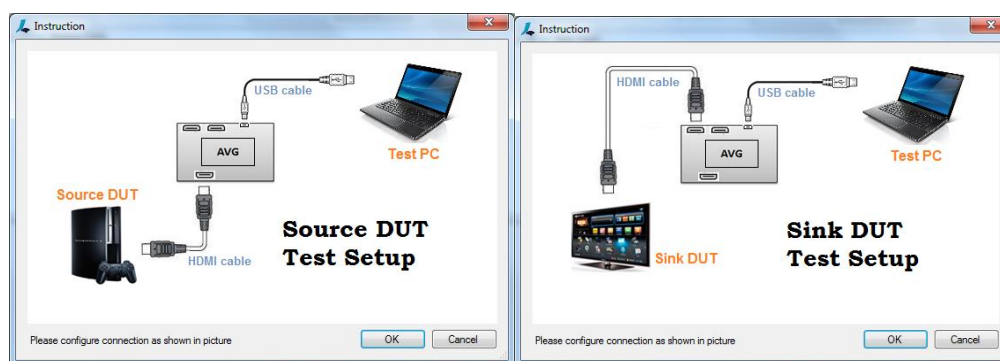 Instruction
USB cable
AVG
Test PC
Source DUT
Source DUT
Test Setup
HDMI cable
Please configure connection as shown in picture
OK
Cancel
Instruction
HDMI cable
USB cable
AVG
Test PC
Sink DUT
Sink DUT
Test Setup
Please configure connection as shown in picture
OK
Cancel